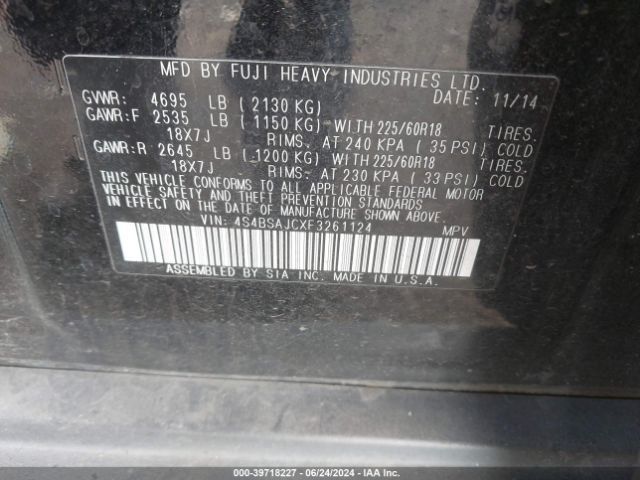 MFD BY FUJI HEAVY INDUSTRIES LTD.
DATE: 11/14
GVWR: 4695 LB (2130 KG)
GAWR:F 2535 LB (1150 KG) WITH 225/60R18 TIRES.
18X7J - RIMS. AT 240 KPA (35 PSI) COLD
GAWR:R 2645 LB (1200 KG) WITH 225/60R18 TIRES.
18X7J - RIMS. AT 230 KPA (33 PSI) COLD
THIS VEHICLE CONFORMS TO ALL APPLICABLE FEDERAL MOTOR
VEHICLE SAFETY AND THEFT PREVENTION STANDARDS
IN EFFECT ON THE DATE OF MANUFACTURE SHOWN ABOVE.
VIN: 4S4BSAJCXF3261124 MPV
ASSEMBLED BY SIA INC. MADE IN U.S.A.
000-39718227 - 06/24/2024 - IAA Inc.